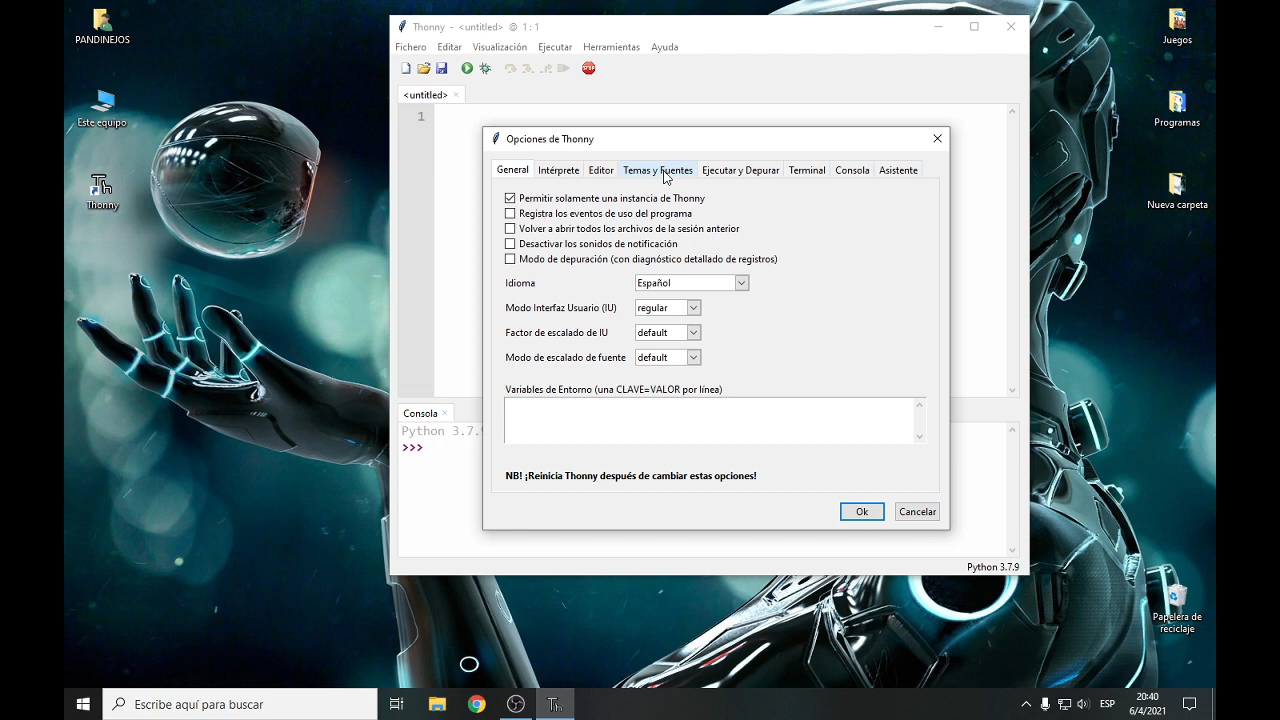 PANDINEJOS
Este equipo
Thonny
Juegos
Programas
Nueva carpeta
Papelera de
reciclaje
Thonny - <untitled> @ 1 : 1
Fichero Editar Visualización Ejecutar Herramientas Ayuda
STOP
<untitled>
1
Opciones de Thonny
General Intérprete Editor Temas y Fuentes Ejecutar y Depurar Terminal Consola Asistente
Permitir solamente una instancia de Thonny
Registra los eventos de uso del programa
Volver a abrir todos los archivos de la sesión anterior
Desactivar los sonidos de notificación
Modo de depuración (con diagnóstico detallado de registros)
Idioma Español
Modo Interfaz Usuario (IU) regular
Factor de escalado de IU default
Modo de escalado de fuente default
Variables de Entorno (una CLAVE=VALOR por línea)
NB! ¡Reinicia Thonny después de cambiar estas opciones!
Ok Cancelar
Consola
Python 3.7.9
>>>
Python 3.7.9
Escribe aquí para buscar
Th
ESP
20:40
6/4/2021